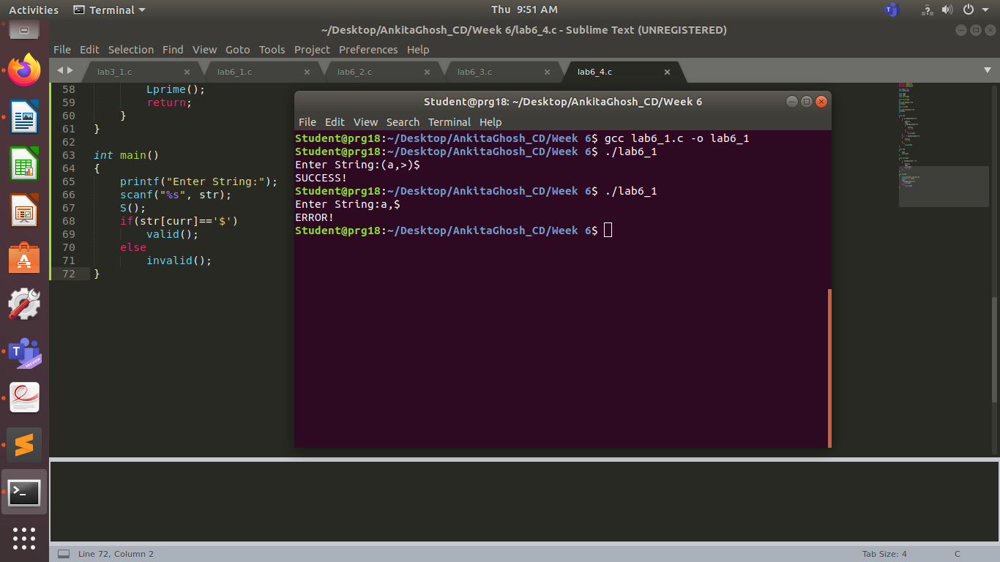 Activities Terminal Thu 9:51 AM
~/Desktop/AnkitaGhosh_CD/Week 6/lab6_4.c - Sublime Text (UNREGISTERED)
File Edit Selection Find View Goto Tools Project Preferences Help
lab3_1.c × lab6_1.c × lab6_2.c × lab6_3.c × lab6_4.c ×
58 Lprime();
59 return;
60 }
61 }
62
63 int main()
64 {
65 printf("Enter String:");
66 scanf("%s", str);
67 S();
68 if(str[curr]=='$')
69 valid();
70 else
71 invalid();
72 }
Student@prg18: ~/Desktop/AnkitaGhosh_CD/Week 6
File Edit View Search Terminal Help
Student@prg18:~/Desktop/AnkitaGhosh_CD/Week 6$ gcc lab6_1.c -o lab6_1
Student@prg18:~/Desktop/AnkitaGhosh_CD/Week 6$ ./lab6_1
Enter String:(a,>)$
SUCCESS!
Student@prg18:~/Desktop/AnkitaGhosh_CD/Week 6$ ./lab6_1
Enter String:a,$
ERROR!
Student@prg18:~/Desktop/AnkitaGhosh_CD/Week 6$
T
PREVIEW
Line 72, Column 2 Tab Size: 4 C